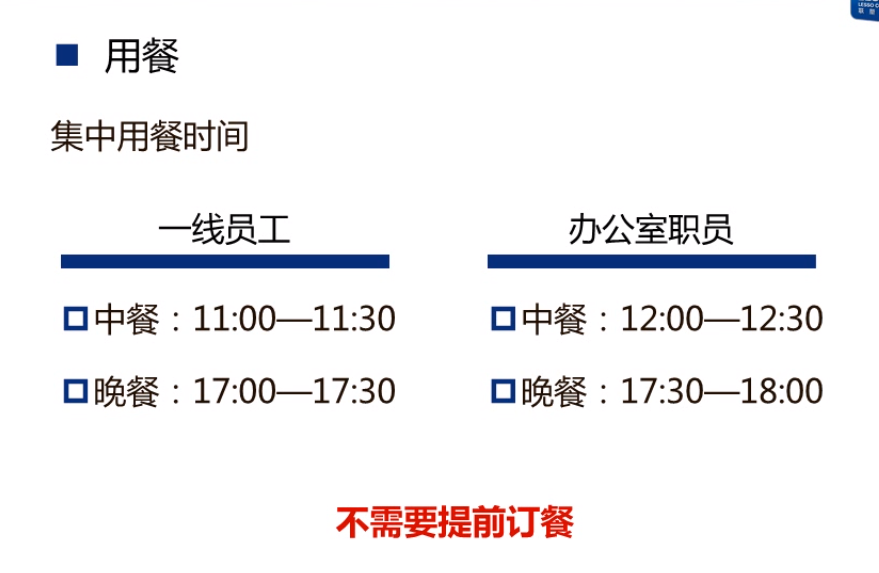 用餐
集中用餐时间
一线员工
中餐：11:00—11:30
晚餐：17:00—17:30
办公室职员
中餐：12:00—12:30
晚餐：17:30—18:00
不需要提前订餐